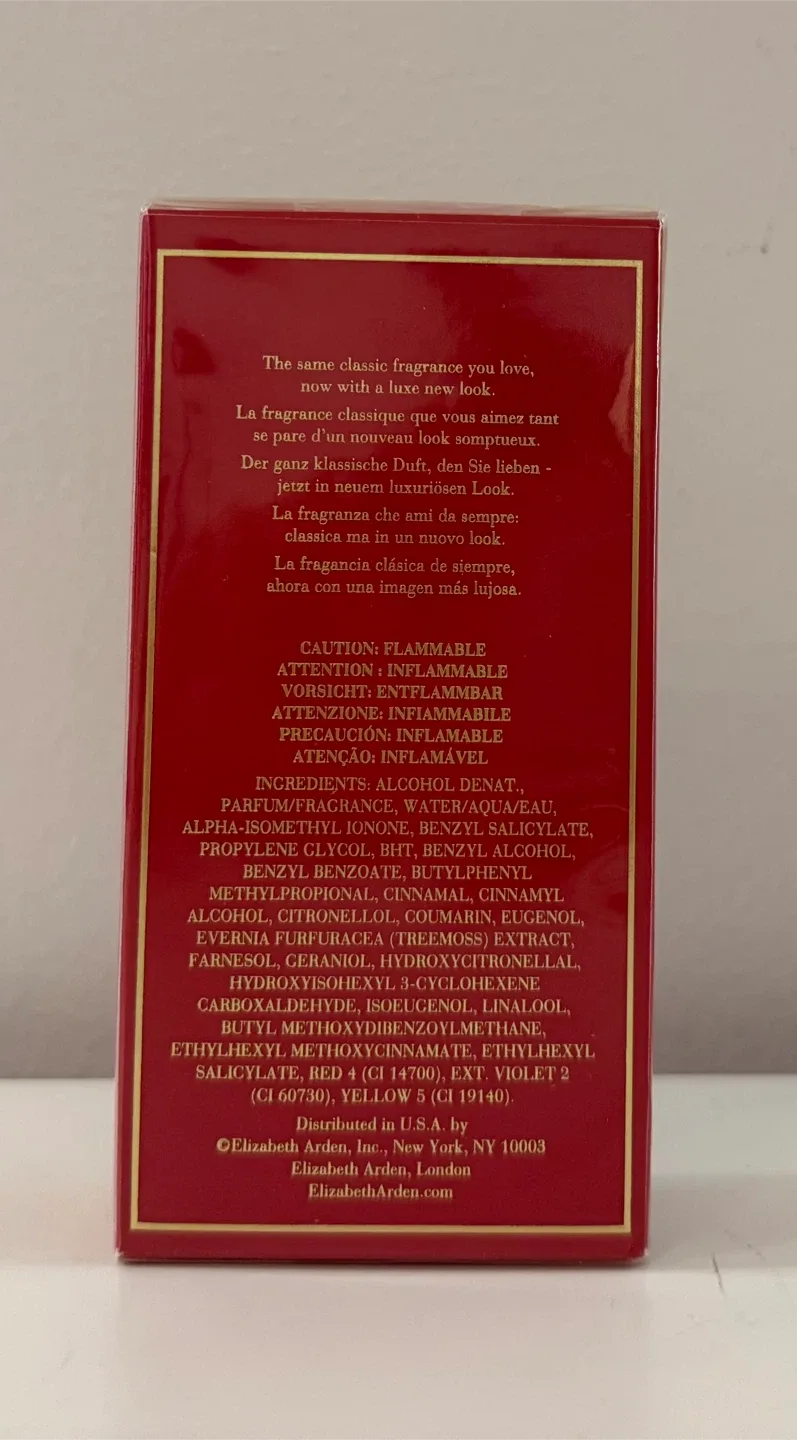 The same classic fragrance you love,
now with a luxe new look.
La fragrance classique que vous aimez tant
se pare d'un nouveau look somptueux.
Der ganz klassische Duft, den Sie lieben -
jetzt in neuem luxuriösen Look.
La fragranza che ami da sempre:
classica ma in un nuovo look.
La fragancia clásica de siempre,
ahora con una imagen más lujosa.
CAUTION: FLAMMABLE
ATTENTION : INFLAMMABLE
VORSICHT: ENTFLAMMBAR
ATTENZIONE: INFIAMMABILE
PRECAUCIÓN: INFLAMABLE
ATENÇÃO: INFLAMÁVEL
INGREDIENTS: ALCOHOL DENAT.,
PARFUM/FRAGRANCE, WATER/AQUA/EAU,
ALPHA-ISOMETHYL IONONE, BENZYL SALICYLATE,
PROPYLENE GLYCOL, BHT, BENZYL ALCOHOL,
BENZYL BENZOATE, BUTYLPHENYL
METHYLPROPIONAL, CINNAMAL, CINNAMYL
ALCOHOL, CITRONELLOL, COUMARIN, EUGENOL,
EVERNIA FURFURACEA (TREEMOSS) EXTRACT,
FARNESOL, GERANIOL, HYDROXYCITRONELLAL,
HYDROXYISOHEXYL 3-CYCLOHEXENE
CARBOXALDEHYDE, ISOEUGENOL, LINALOOL,
BUTYL METHOXYDIBENZOYLMETHANE,
ETHYLHEXYL METHOXYCINNAMATE, ETHYLHEXYL
SALICYLATE, RED 4 (CI 14700), EXT. VIOLET 2
(CI 60730), YELLOW 5 (CI 19140).
Distributed in U.S.A. by
©Elizabeth Arden, Inc., New York, NY 10003
Elizabeth Arden, London
ElizabethArden.com